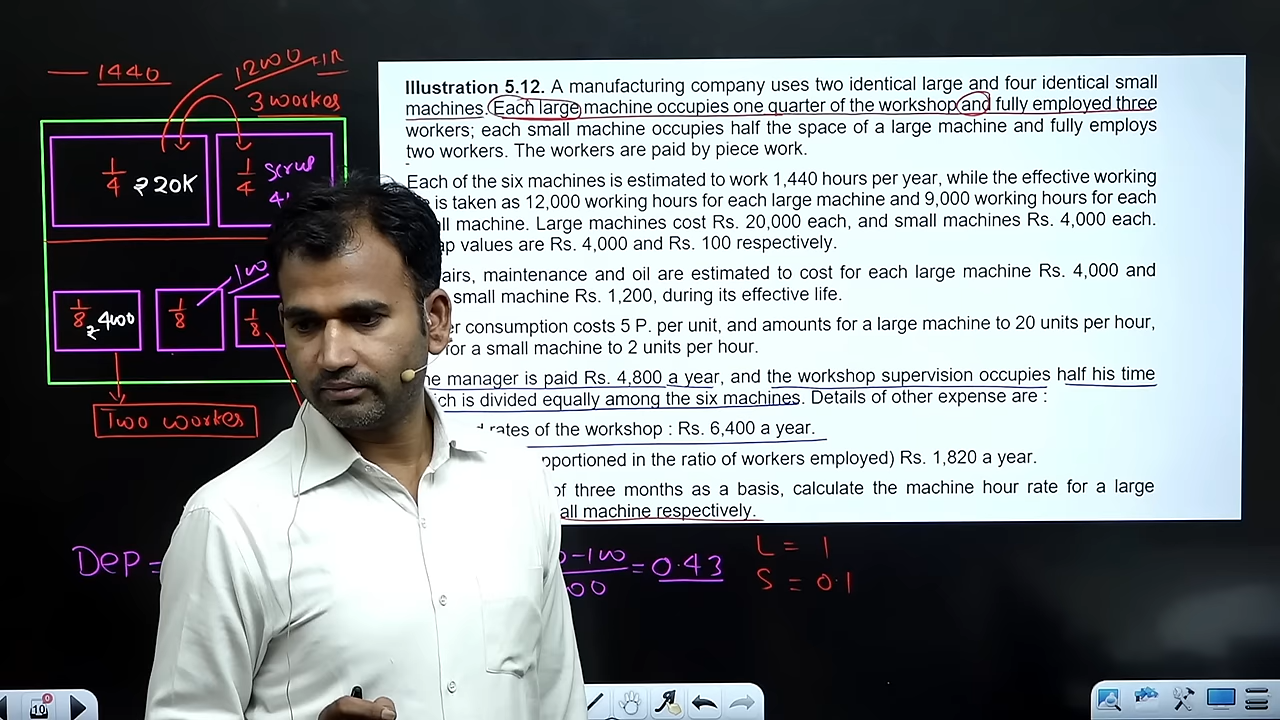 — 1440
12000 HR
3 workes
1/4 ₹20K
1/4 scrup
1/8 ₹4000
1/8
100
1/8
Two workes
Illustration 5.12. A manufacturing company uses two identical large and four identical small
machines. Each large machine occupies one quarter of the workshop and fully employed three
workers; each small machine occupies half the space of a large machine and fully employs
two workers. The workers are paid by piece work.
Each of the six machines is estimated to work 1,440 hours per year, while the effective working
is taken as 12,000 working hours for each large machine and 9,000 working hours for each
machine. Large machines cost Rs. 20,000 each, and small machines Rs. 4,000 each.
values are Rs. 4,000 and Rs. 100 respectively.
maintenance and oil are estimated to cost for each large machine Rs. 4,000 and
small machine Rs. 1,200, during its effective life.
consumption costs 5 P. per unit, and amounts for a large machine to 20 units per hour,
for a small machine to 2 units per hour.
manager is paid Rs. 4,800 a year, and the workshop supervision occupies half his time
is divided equally among the six machines. Details of other expense are :
rates of the workshop : Rs. 6,400 a year.
in the ratio of workers employed) Rs. 1,820 a year.
of three months as a basis, calculate the machine hour rate for a large
machine respectively.
Dep =
-100
= 0.43
L = 1
S = 0.1
10